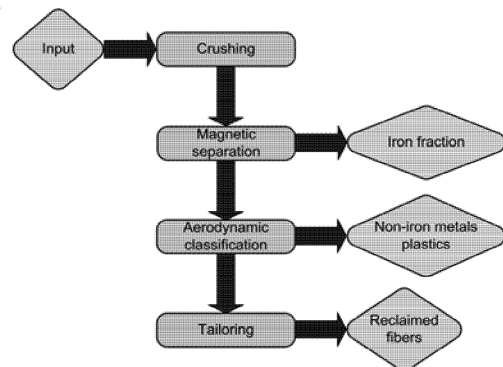 Input
Crushing
Magnetic
separation
Iron fraction
Aerodynamic
classification
Non-iron metals
plastics
Tailoring
Reclaimed
fibers